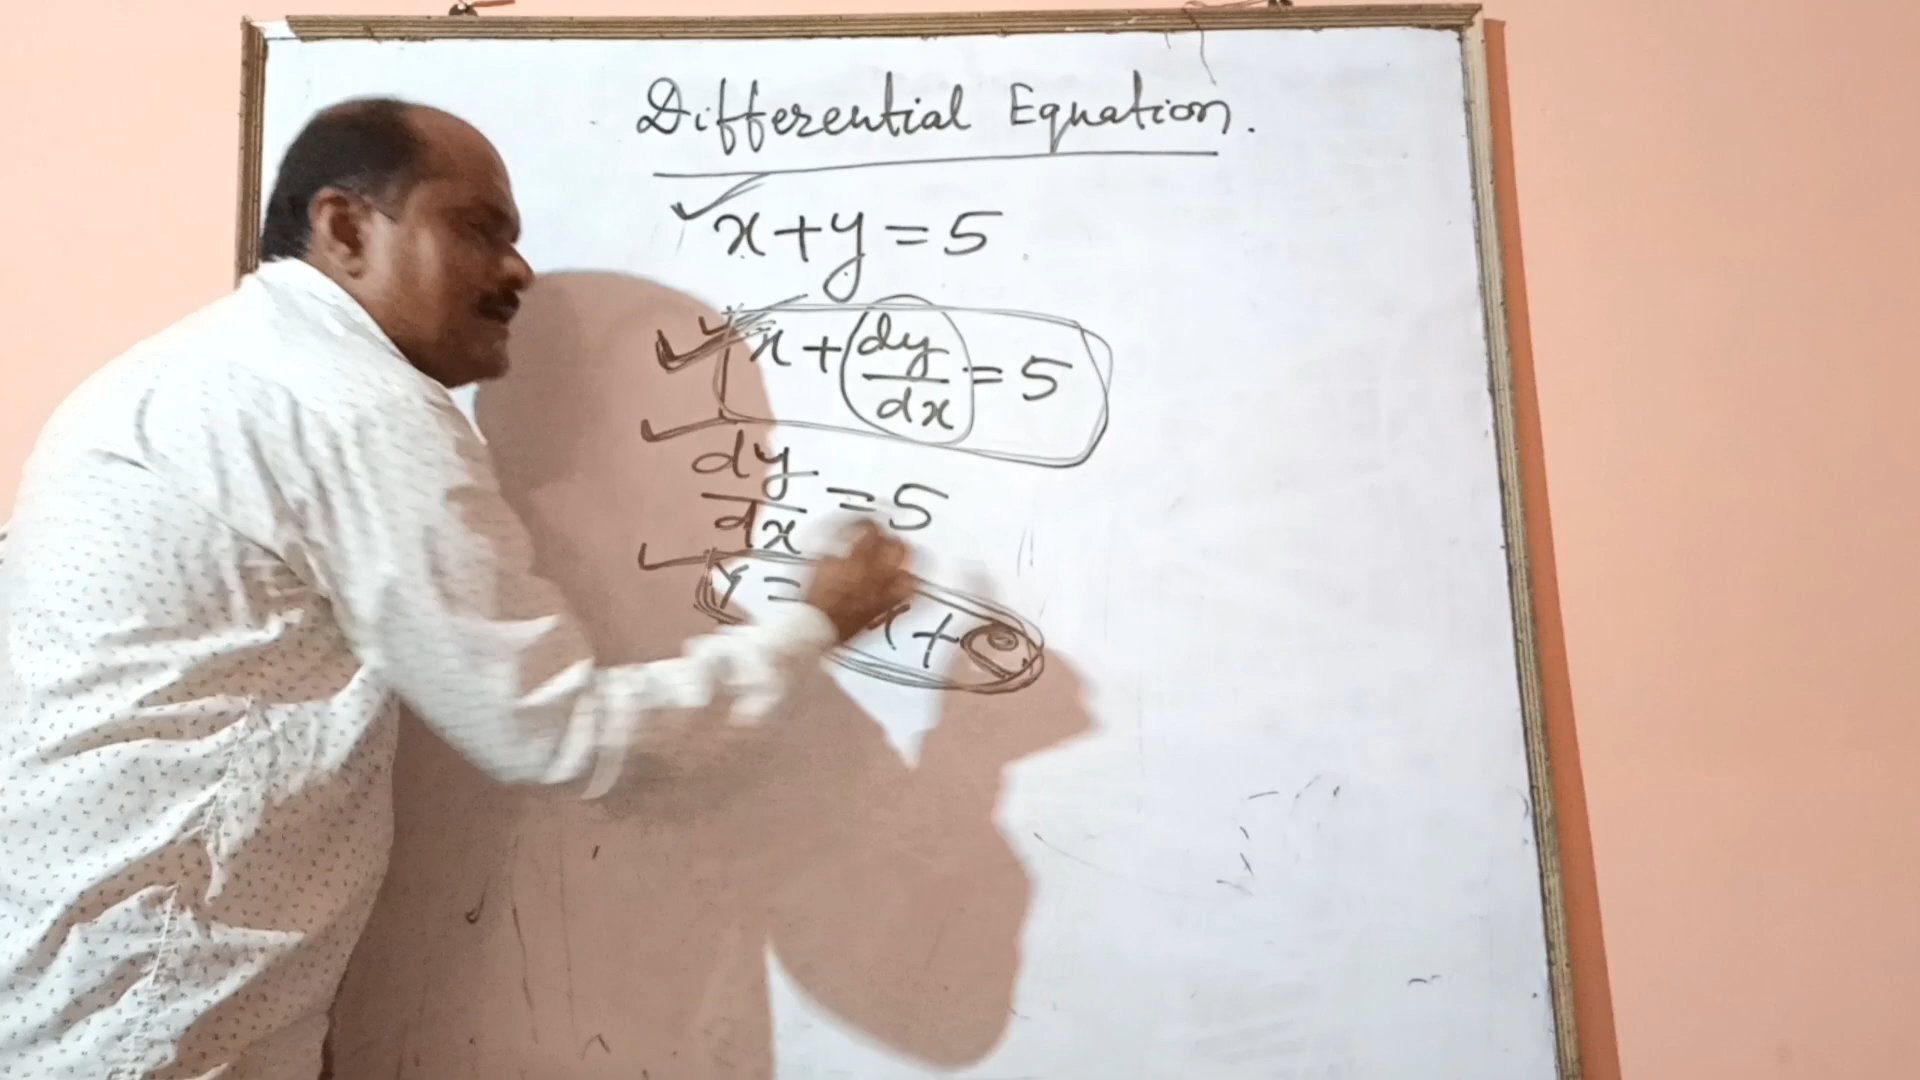 Differential Equation.
x+y=5
x+dy/dx=5
dy/dx=5
y= x+